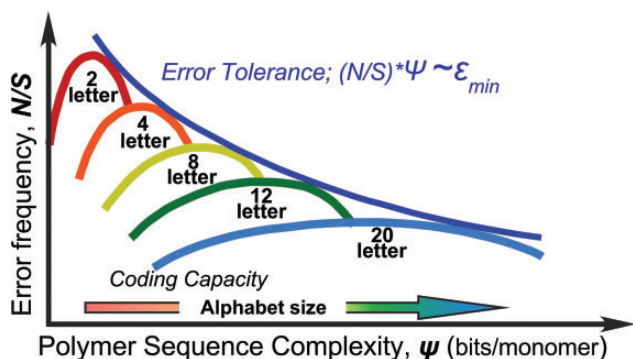 Error frequency, N/S
Error Tolerance; (N/S)*Ψ~Ɛmin
2
letter
4
letter
8
letter
12
letter
20
letter
Coding Capacity
Alphabet size
Polymer Sequence Complexity, Ψ (bits/monomer)